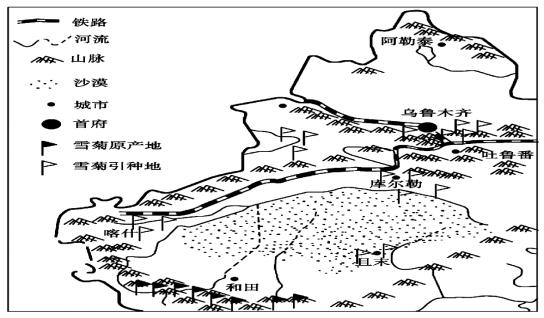 铁路
河流
山脉
沙漠
城市
首府
雪菊原产地
雪菊引种地
阿勒泰
乌鲁木齐
吐鲁番
库尔勒
喀什
且末
和田